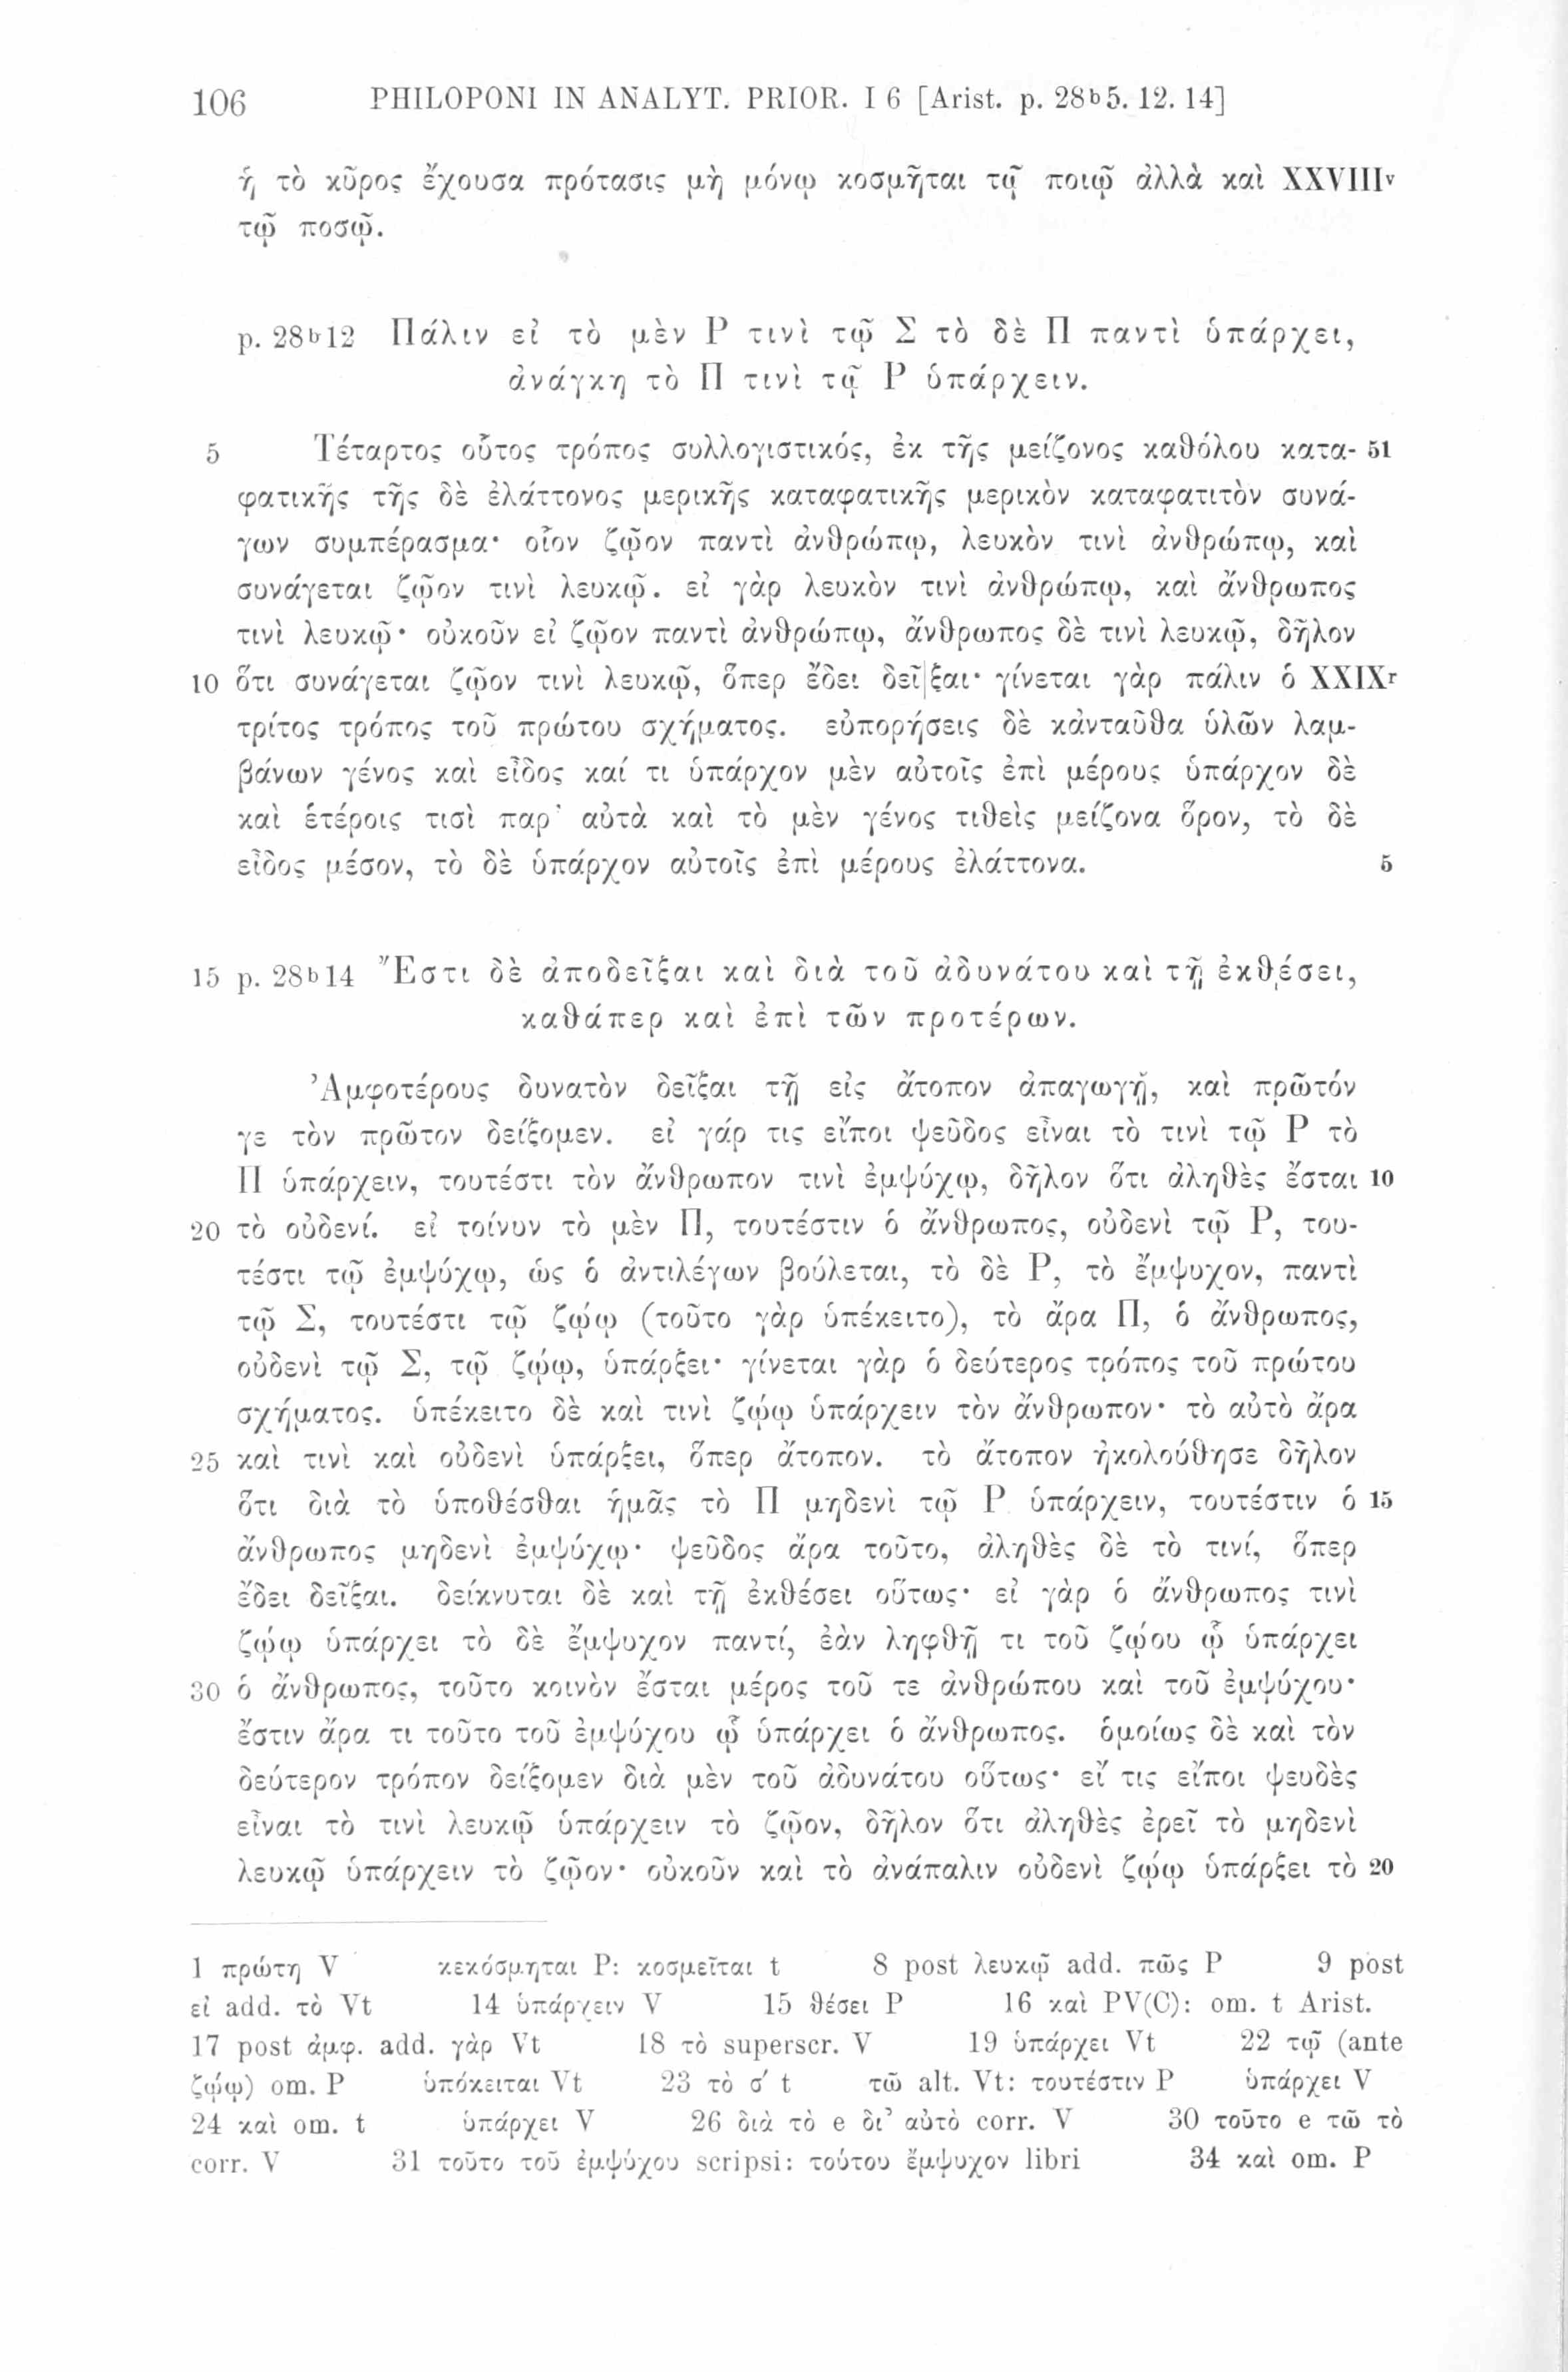 106 PHILOPONI IN ANALYT. PRIOR. I 6 [Arist. p. 28b5. 12. 14]
ἡ τὸ κῦρος ἔχουσα πρότασις μὴ μόνῳ κοσμῆται τῷ ποιῷ ἀλλὰ καὶ XXVIIIv
τῷ ποσῷ.
p. 28b12 Πάλιν εἰ τὸ μὲν Ρ τινὶ τῷ Σ τὸ δὲ Π παντὶ ὑπάρχει,
ἀνάγκη τὸ Π τινὶ τῷ Ρ ὑπάρχειν.
5 Τέταρτος οὗτος τρόπος συλλογιστικός, ἐκ τῆς μείζονος καθόλου κατα- 51
φατικῆς τῆς δὲ ἐλάττονος μερικῆς καταφατικῆς μερικὸν καταφατιτὸν συνά-
γων συμπέρασμα· οἷον ζῷον παντὶ ἀνθρώπῳ, λευκὸν τινὶ ἀνθρώπῳ, καὶ
συνάγεται ζῷον τινὶ λευκῷ. εἰ γὰρ λευκὸν τινὶ ἀνθρώπῳ, καὶ ἄνθρωπος
τινὶ λευκῷ· οὐκοῦν εἰ ζῷον παντὶ ἀνθρώπῳ, ἄνθρωπος δὲ τινὶ λευκῷ, δῆλον
10 ὅτι συνάγεται ζῷον τινὶ λευκῷ, ὅπερ ἔδει δεῖ|ξαι· γίνεται γὰρ πάλιν ὁ XXIXr
τρίτος τρόπος τοῦ πρώτου σχήματος. εὐπορήσεις δὲ κἀνταῦθα ὑλῶν λαμ-
βάνων γένος καὶ εἶδος καί τι ὑπάρχον μὲν αὐτοῖς ἐπὶ μέρους ὑπάρχον δὲ
καὶ ἑτέροις τισὶ παρ᾽ αὐτὰ καὶ τὸ μὲν γένος τιθεὶς μείζονα ὅρον, τὸ δὲ
εἶδος μέσον, τὸ δὲ ὑπάρχον αὐτοῖς ἐπὶ μέρους ἐλάττονα. 5
15 p. 28b14 Ἔστι δὲ ἀποδεῖξαι καὶ διὰ τοῦ ἀδυνάτου καὶ τῇ ἐκθέσει,
καθάπερ καὶ ἐπὶ τῶν προτέρων.
Ἀμφοτέρους δυνατὸν δεῖξαι τῇ εἰς ἄτοπον ἀπαγωγῇ, καὶ πρῶτόν
γε τὸν πρῶτον δείξομεν. εἰ γάρ τις εἴποι ψεῦδος εἶναι τὸ τινὶ τῷ Ρ τὸ
Π ὑπάρχειν, τουτέστι τὸν ἄνθρωπον τινὶ ἐμψύχῳ, δῆλον ὅτι ἀληθὲς ἔσται 10
20 τὸ οὐδενί. εἰ τοίνυν τὸ μὲν Π, τουτέστιν ὁ ἄνθρωπος, οὐδενὶ τῷ Ρ, του-
τέστι τῷ ἐμψύχῳ, ὡς ὁ ἀντιλέγων βούλεται, τὸ δὲ Ρ, τὸ ἔμψυχον, παντὶ
τῷ Σ, τουτέστι τῷ ζῴῳ (τοῦτο γὰρ ὑπέκειτο), τὸ ἄρα Π, ὁ ἄνθρωπος,
οὐδενὶ τῷ Σ, τῷ ζῴῳ, ὑπάρξει· γίνεται γὰρ ὁ δεύτερος τρόπος τοῦ πρώτου
σχήματος. ὑπέκειτο δὲ καὶ τινὶ ζῴῳ ὑπάρχειν τὸν ἄνθρωπον· τὸ αὐτὸ ἄρα
25 καὶ τινὶ καὶ οὐδενὶ ὑπάρξει, ὅπερ ἄτοπον. τὸ ἄτοπον ἠκολούθησε δῆλον
ὅτι διὰ τὸ ὑποθέσθαι ἡμᾶς τὸ Π μηδενὶ τῷ Ρ ὑπάρχειν, τουτέστιν ὁ 15
ἄνθρωπος μηδενὶ ἐμψύχῳ· ψεῦδος ἄρα τοῦτο, ἀληθὲς δὲ τὸ τινί, ὅπερ
ἔδει δεῖξαι. δείκνυται δὲ καὶ τῇ ἐκθέσει οὕτως· εἰ γὰρ ὁ ἄνθρωπος τινὶ
ζῴῳ ὑπάρχει τὸ δὲ ἔμψυχον παντί, ἐὰν ληφθῇ τι τοῦ ζῴου ᾧ ὑπάρχει
30 ὁ ἄνθρωπος, τοῦτο κοινὸν ἔσται μέρος τοῦ τε ἀνθρώπου καὶ τοῦ ἐμψύχου·
ἔστιν ἄρα τι τοῦτο τοῦ ἐμψύχου ᾧ ὑπάρχει ὁ ἄνθρωπος. ὁμοίως δὲ καὶ τὸν
δεύτερον τρόπον δείξομεν διὰ μὲν τοῦ ἀδυνάτου οὕτως· εἴ τις εἴποι ψευδὲς
εἶναι τὸ τινὶ λευκῷ ὑπάρχειν τὸ ζῷον, δῆλον ὅτι ἀληθὲς ἐρεῖ τὸ μηδενὶ
λευκῷ ὑπάρχειν τὸ ζῷον· οὐκοῦν καὶ τὸ ἀνάπαλιν οὐδενὶ ζῴῳ ὑπάρξει τὸ 20
1 πρώτη V κεκόσμηται P: κοσμεῖται t 8 post λευκῷ add. πῶς P 9 post
εἰ add. τὸ Vt 14 ὑπάρχειν V 15 θέσει P 16 καὶ PV(C): om. t Arist.
17 post ἀμφ. add. γὰρ Vt 18 τὸ superscr. V 19 ὑπάρχει Vt 22 τῷ (ante
ζῴῳ) om. P ὑπόκειται Vt 23 τὸ σ′ t τῶ alt. Vt: τουτέστιν P ὑπάρχει V
24 καὶ om. t ὑπάρχει V 26 διὰ τὸ e δι᾽ αὐτὸ corr. V 30 τοῦτο e τῶ τὸ
corr. V 31 τοῦτο τοῦ ἐμψύχου scripsi: τούτου ἔμψυχον libri 34 καὶ om. P